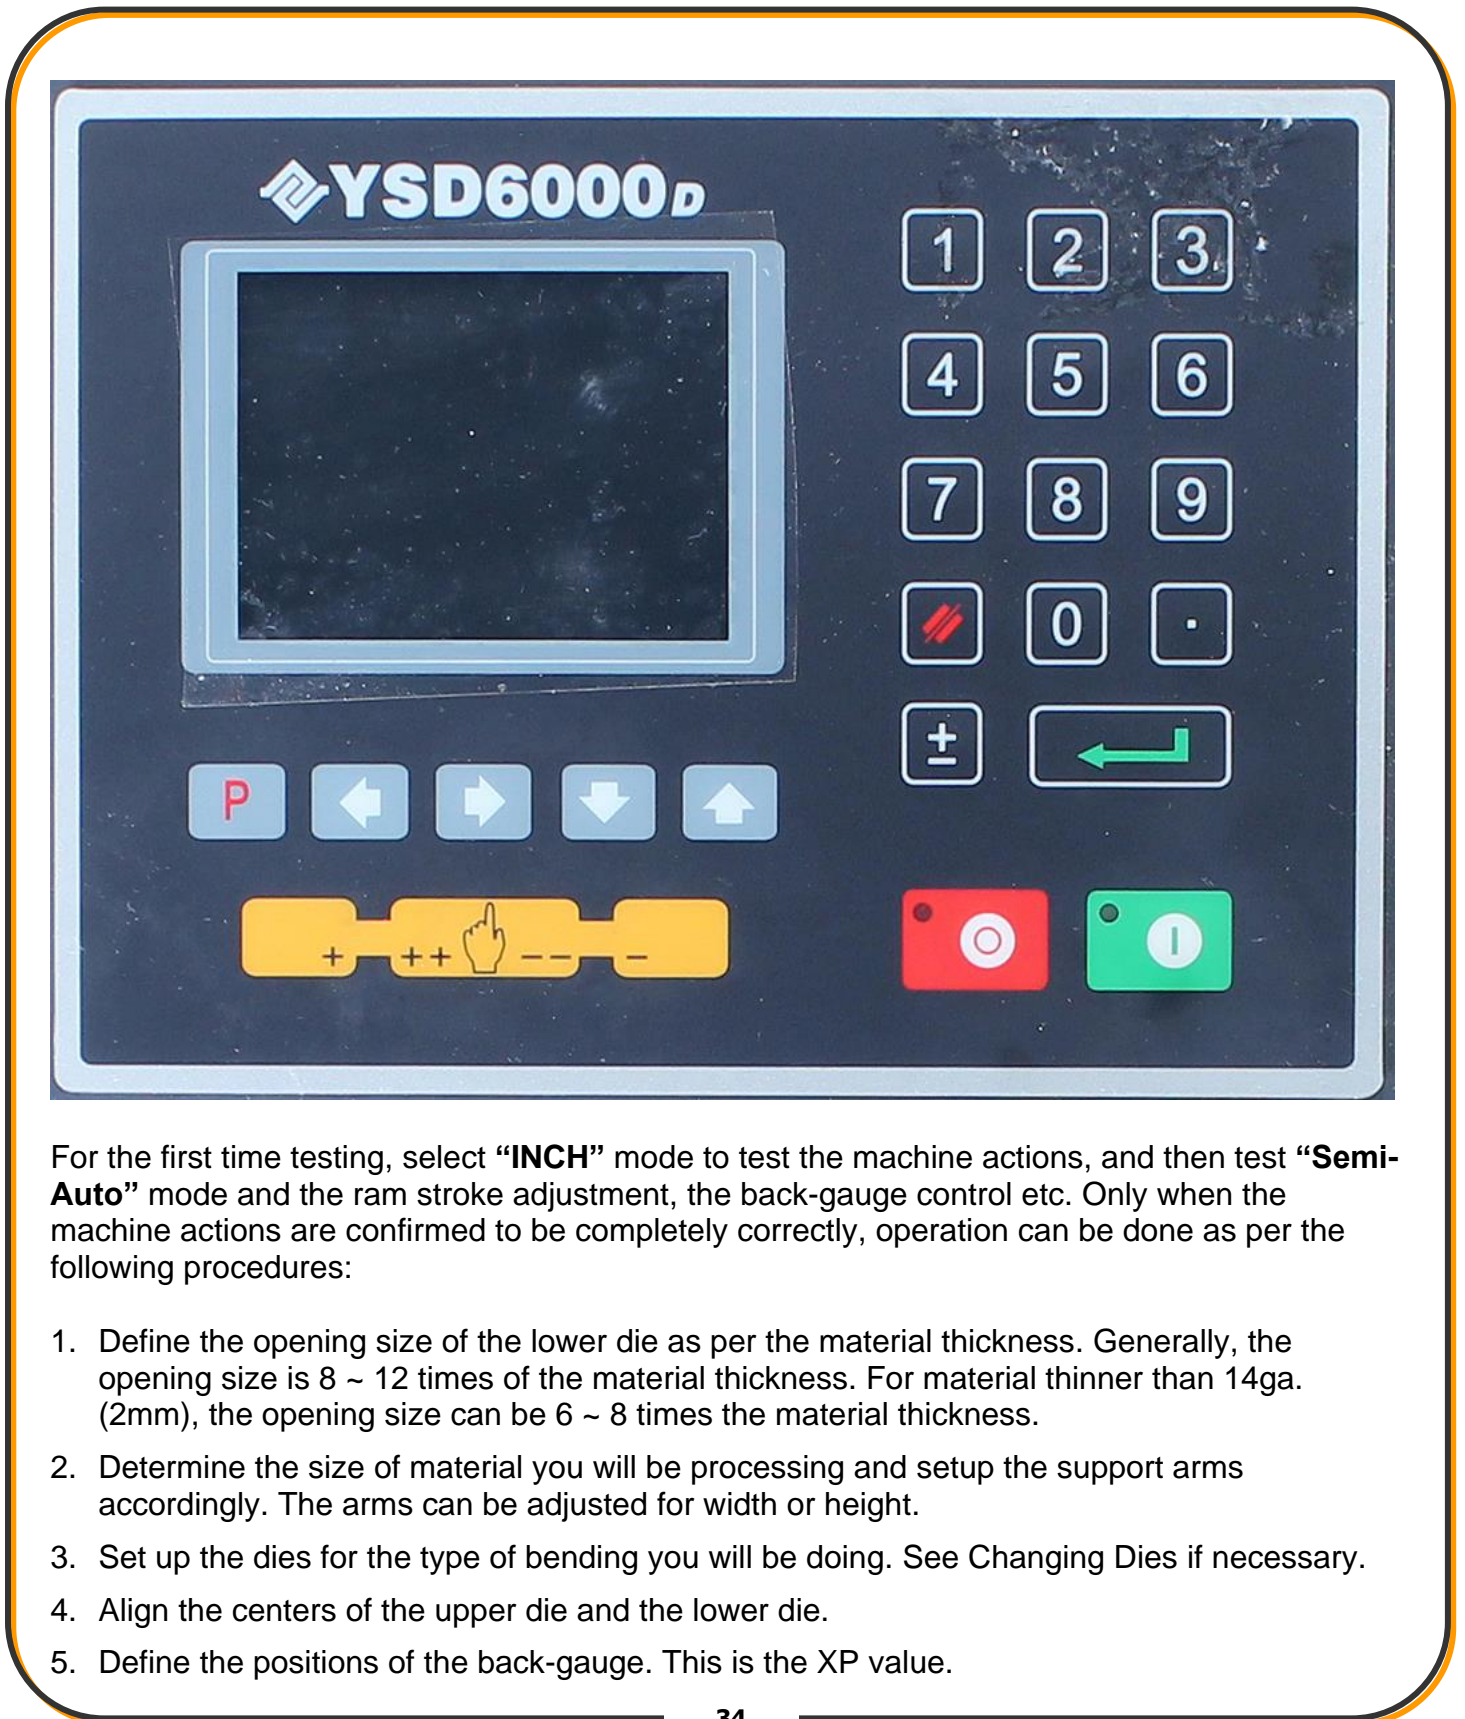 YSD6000D
1 2 3
4 5 6
7 8 9
0 .
±
P
+ ++ -- -
For the first time testing, select “INCH” mode to test the machine actions, and then test “Semi-
Auto” mode and the ram stroke adjustment, the back-gauge control etc. Only when the
machine actions are confirmed to be completely correctly, operation can be done as per the
following procedures:
1. Define the opening size of the lower die as per the material thickness. Generally, the
opening size is 8 ~ 12 times of the material thickness. For material thinner than 14ga.
(2mm), the opening size can be 6 ~ 8 times the material thickness.
2. Determine the size of material you will be processing and setup the support arms
accordingly. The arms can be adjusted for width or height.
3. Set up the dies for the type of bending you will be doing. See Changing Dies if necessary.
4. Align the centers of the upper die and the lower die.
5. Define the positions of the back-gauge. This is the XP value.
34